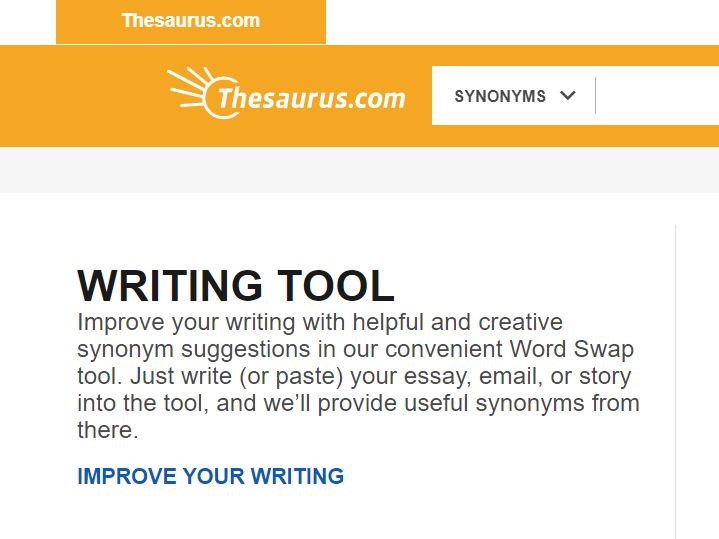 Thesaurus.com
Thesaurus.com
SYNONYMS
WRITING TOOL
Improve your writing with helpful and creative
synonym suggestions in our convenient Word Swap
tool. Just write (or paste) your essay, email, or story
into the tool, and we’ll provide useful synonyms from
there.
IMPROVE YOUR WRITING